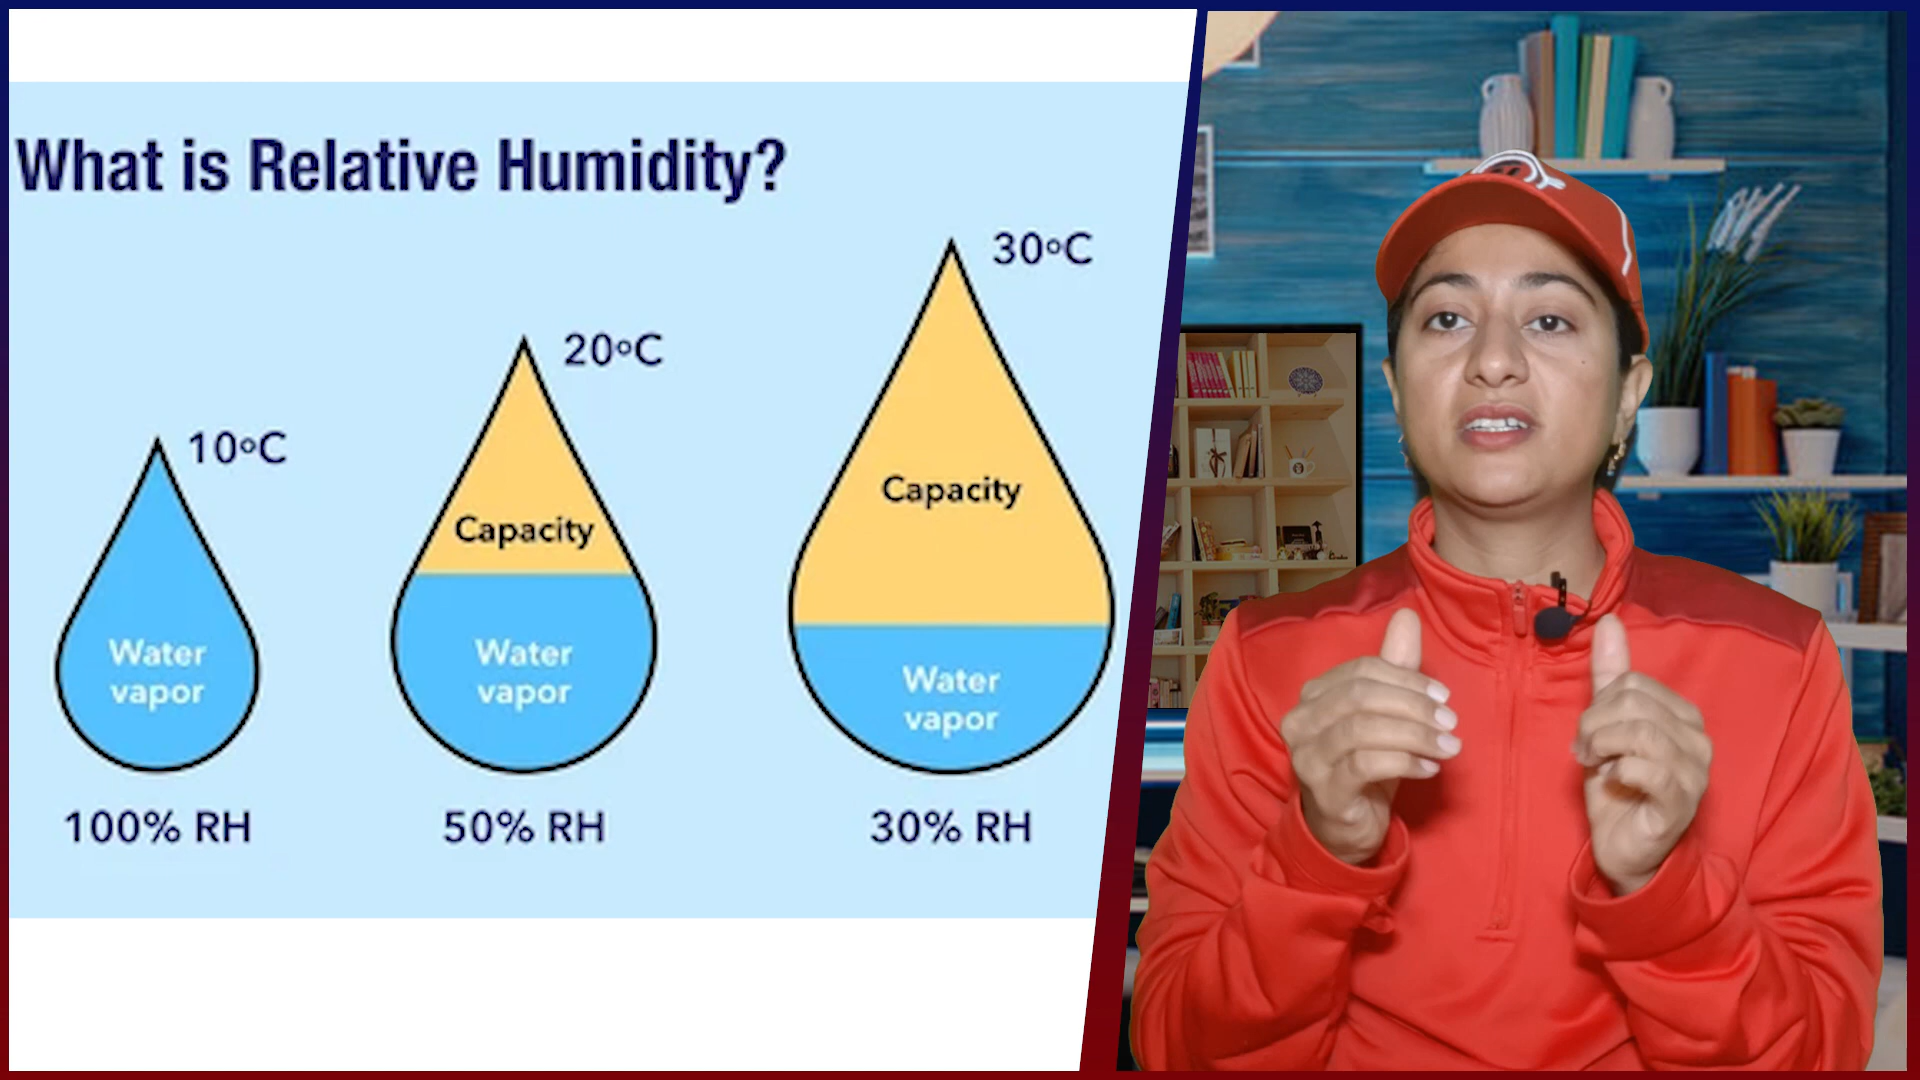 What is Relative Humidity?
10°C
20°C
30°C
Capacity
Capacity
Water
vapor
Water
vapor
Water
vapor
100% RH
50% RH
30% RH